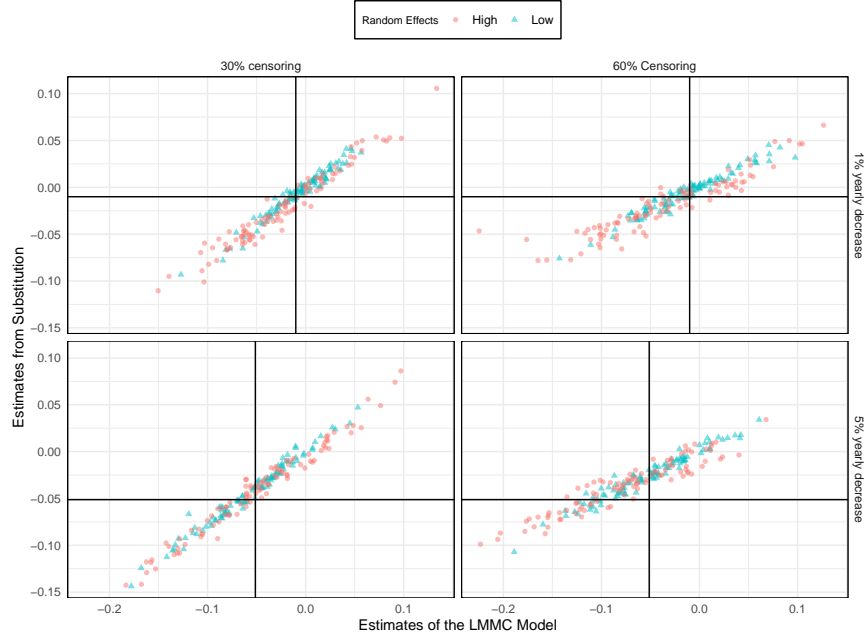 Random Effects High Low
30% censoring 60% Censoring
0.10
0.05
0.00
−0.05
−0.10
−0.15
1% yearly decrease
0.10
0.05
0.00
−0.05
−0.10
−0.15
5% yearly decrease
Estimates from Substitution
−0.2 −0.1 0.0 0.1 −0.2 −0.1 0.0 0.1
Estimates of the LMMC Model